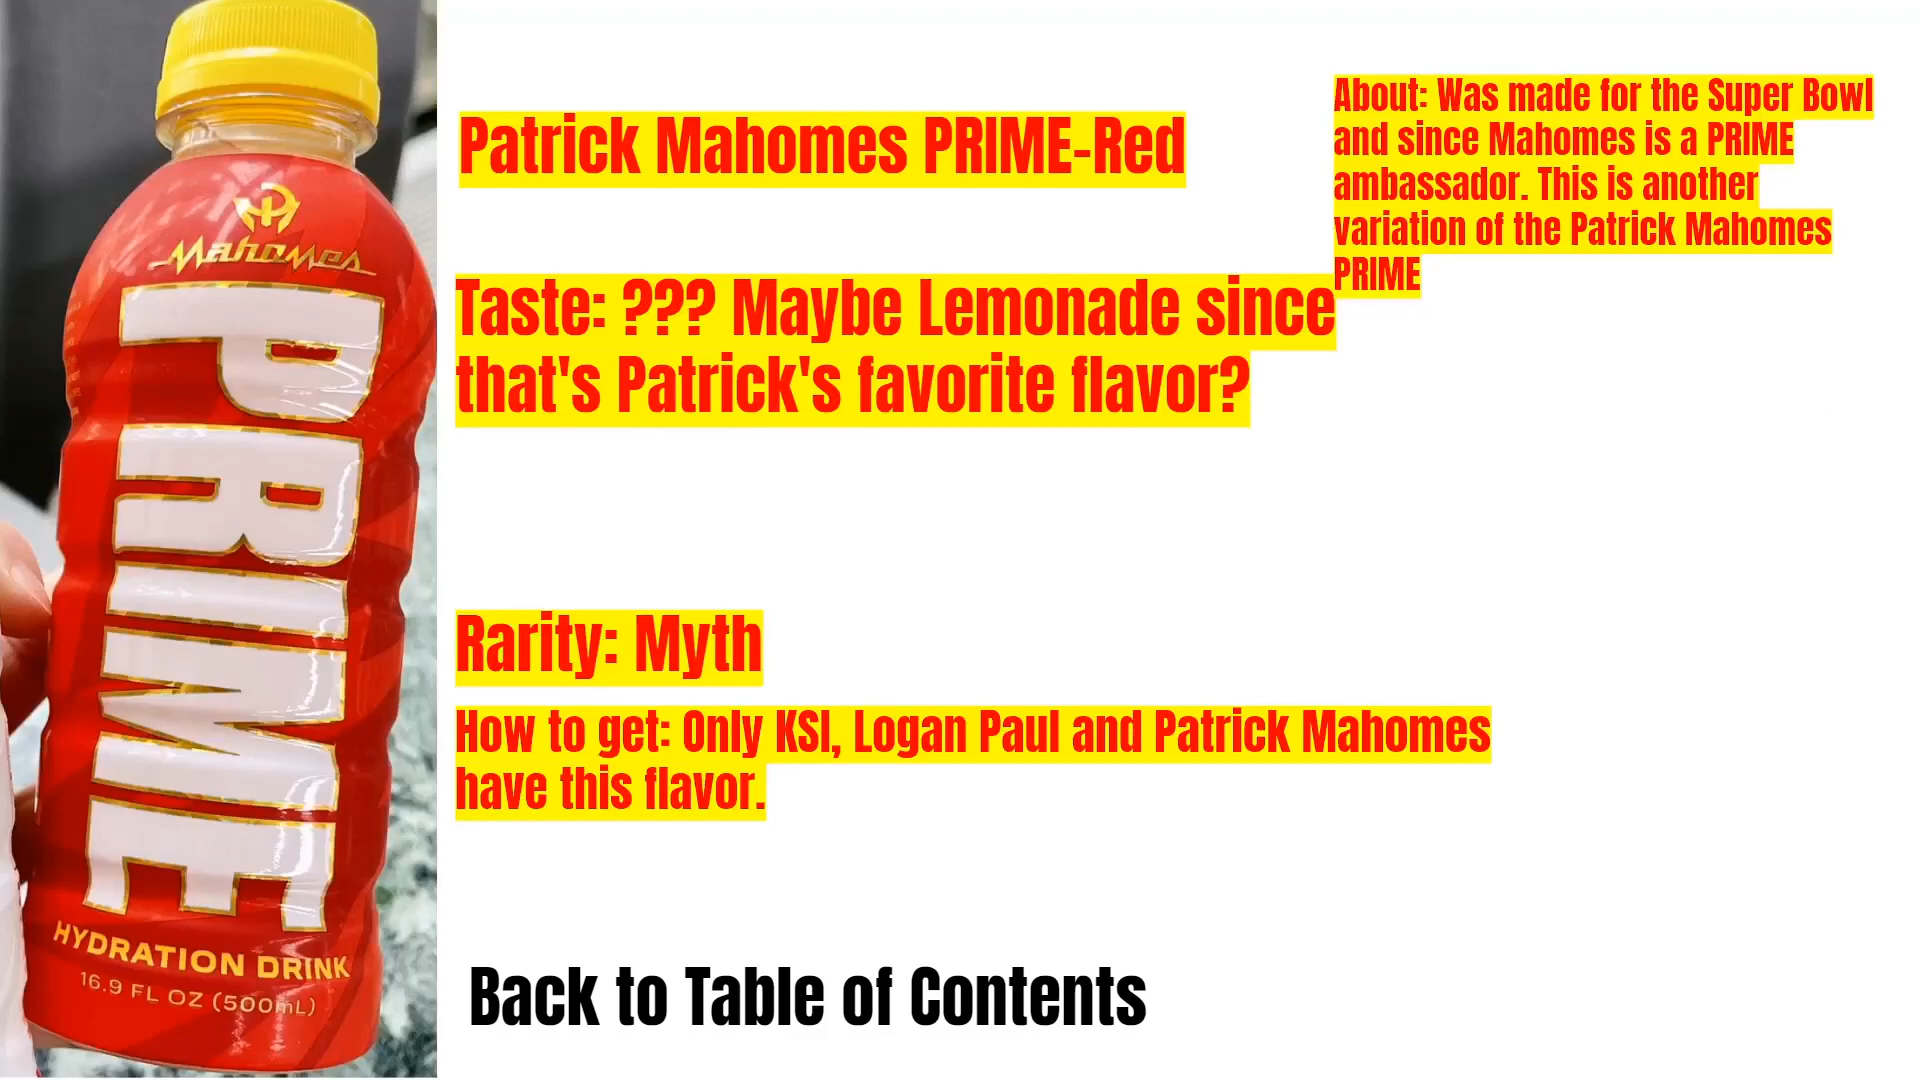 Mahomes
PRIME
HYDRATION DRINK
16.9 FL OZ (500mL)
Patrick Mahomes PRIME-Red
About: Was made for the Super Bowl
and since Mahomes is a PRIME
ambassador. This is another
variation of the Patrick Mahomes
PRIME
Taste: ??? Maybe Lemonade since
that's Patrick's favorite flavor?
Rarity: Myth
How to get: Only KSI, Logan Paul and Patrick Mahomes
have this flavor.
Back to Table of Contents